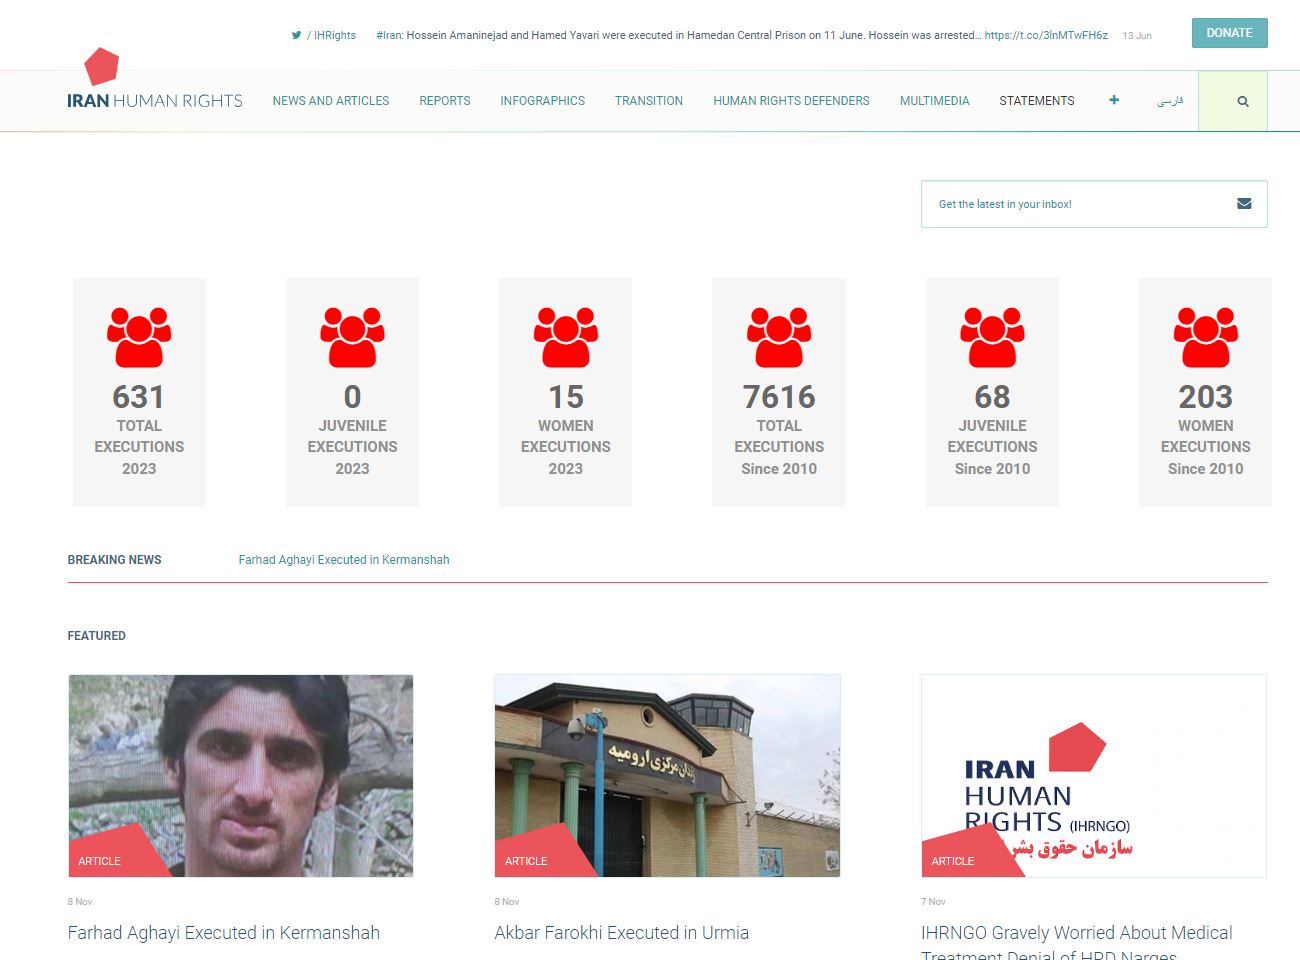 / IHRights
#Iran: Hossein Amaninejad and Hamed Yavari were executed in Hamedan Central Prison on 11 June. Hossein was arrested… https://t.co/3lnMTwFH6z
13 Jun
DONATE
IRAN HUMAN RIGHTS
NEWS AND ARTICLES
REPORTS
INFOGRAPHICS
TRANSITION
HUMAN RIGHTS DEFENDERS
MULTIMEDIA
STATEMENTS
فارسی
Get the latest in your inbox!
631
TOTAL
EXECUTIONS
2023
0
JUVENILE
EXECUTIONS
2023
15
WOMEN
EXECUTIONS
2023
7616
TOTAL
EXECUTIONS
Since 2010
68
JUVENILE
EXECUTIONS
Since 2010
203
WOMEN
EXECUTIONS
Since 2010
BREAKING NEWS
Farhad Aghayi Executed in Kermanshah
FEATURED
ARTICLE
8 Nov
Farhad Aghayi Executed in Kermanshah
زندان مرکزی ارومیه
ARTICLE
8 Nov
Akbar Farokhi Executed in Urmia
IRAN
HUMAN
RIGHTS (IHRNGO)
سازمان حقوق بشر
ARTICLE
7 Nov
IHRNGO Gravely Worried About Medical
Treatment Denial of HRD Narges